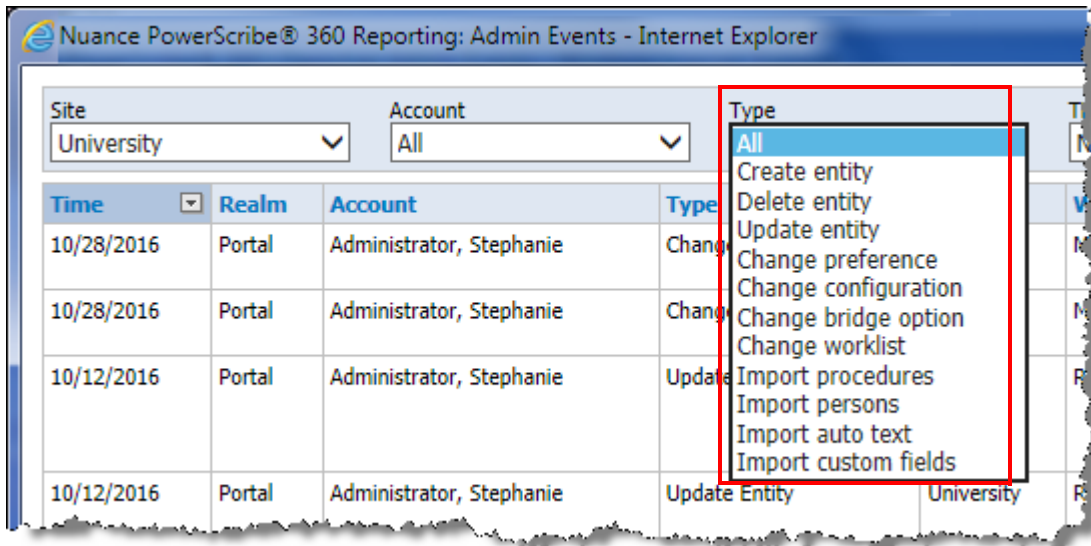 Nuance PowerScribe® 360 Reporting: Admin Events - Internet Explorer
Site Account Type
University All All
Create entity
Time Realm Account Type Delete entity
Update entity
10/28/2016 Portal Administrator, Stephanie
Change preference
Change configuration
10/28/2016 Portal Administrator, Stephanie Change bridge option
Change worklist
10/12/2016 Portal Administrator, Stephanie Import procedures
Import persons
Import auto text
Import custom fields
10/12/2016 Portal Administrator, Stephanie Update Entity University